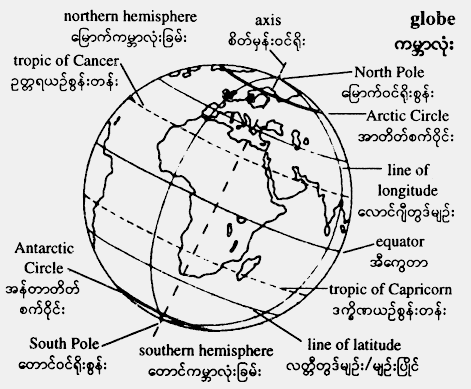 northern hemisphere
မြောက်ကမ္ဘာလုံးခြမ်း
axis
စိတ်မှန်းဝင်ရိုး
globe
ကမ္ဘာလုံး
tropic of Cancer
ဥတ္တရယဉ်စွန်းတန်း
North Pole
မြောက်ဝင်ရိုးစွန်း
Arctic Circle
အာတိတ်စက်ဝိုင်း
line of
longitude
လောင်ဂျီတွဒ်မျဉ်း
equator
အီကွေတာ
Antarctic
Circle
အန်တာတိတ်
စက်ဝိုင်း
tropic of Capricorn
ဒက္ခိဏယဉ်စွန်းတန်း
South Pole
တောင်ဝင်ရိုးစွန်း
southern hemisphere
တောင်ကမ္ဘာလုံးခြမ်း
line of latitude
လတ္တီတွဒ်မျဉ်း/မျဉ်းပြိုင်